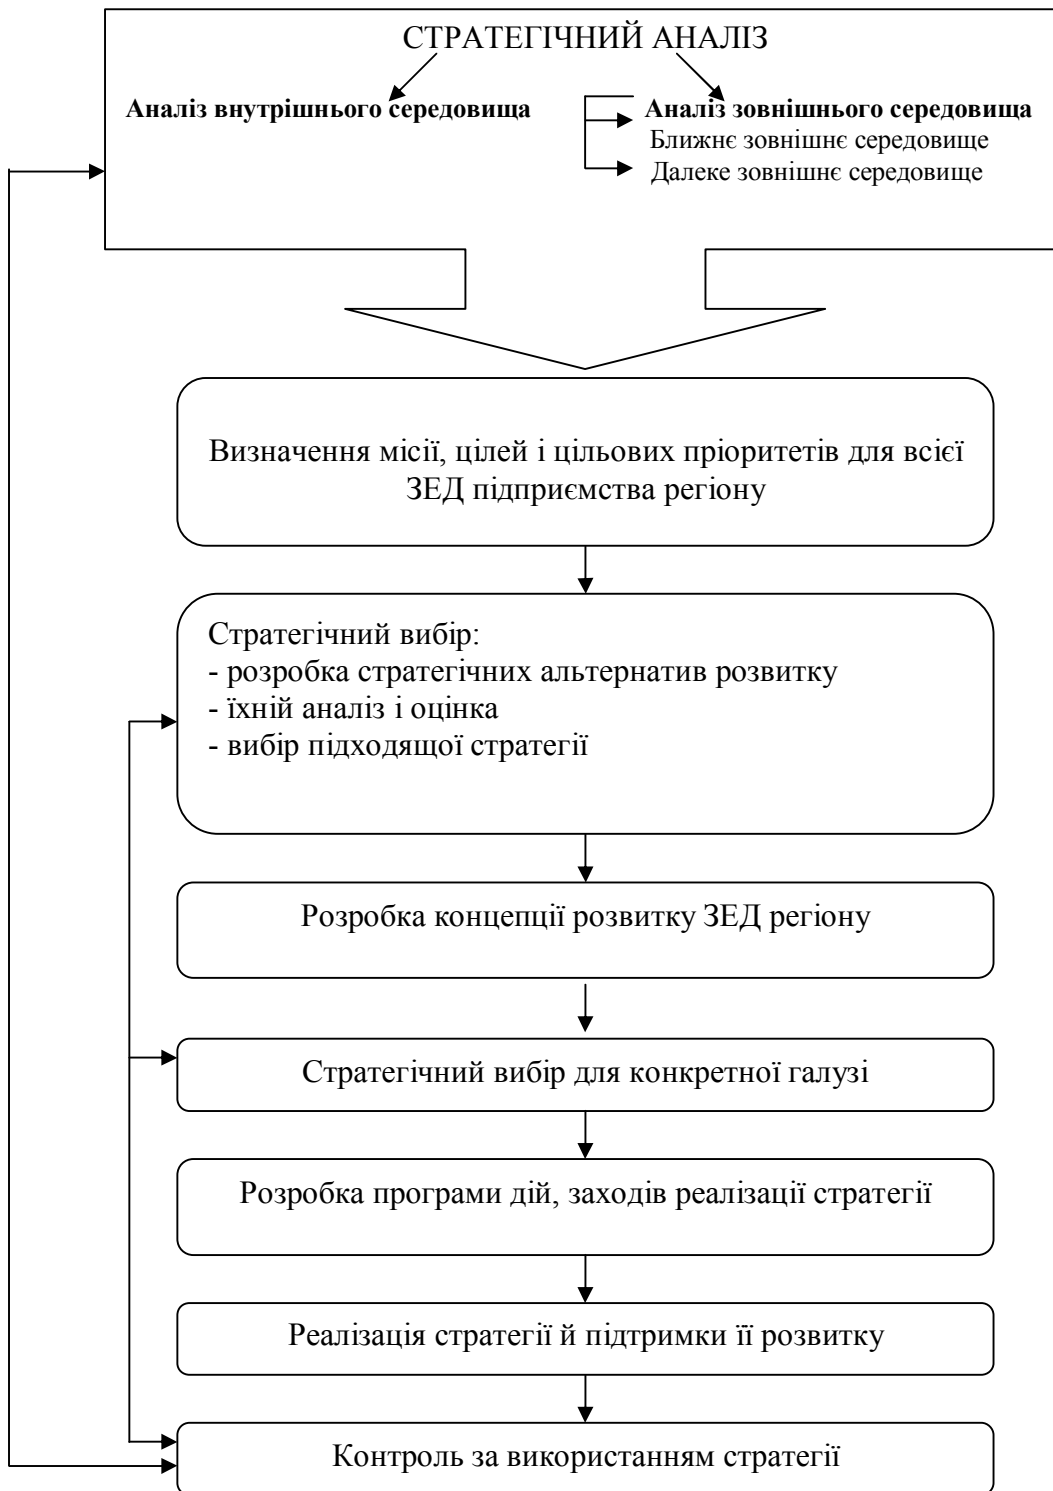 СТРАТЕГІЧНИЙ АНАЛІЗ
Аналіз внутрішнього середовища
Аналіз зовнішнього середовища
Ближнє зовнішнє середовище
Далеке зовнішнє середовище
Визначення місії, цілей і цільових пріоритетів для всієї
ЗЕД підприємства регіону
Стратегічний вибір:
- розробка стратегічних альтернатив розвитку
- їхній аналіз і оцінка
- вибір підходящої стратегії
Розробка концепції розвитку ЗЕД регіону
Стратегічний вибір для конкретної галузі
Розробка програми дій, заходів реалізації стратегії
Реалізація стратегії й підтримки її розвитку
Контроль за використанням стратегії